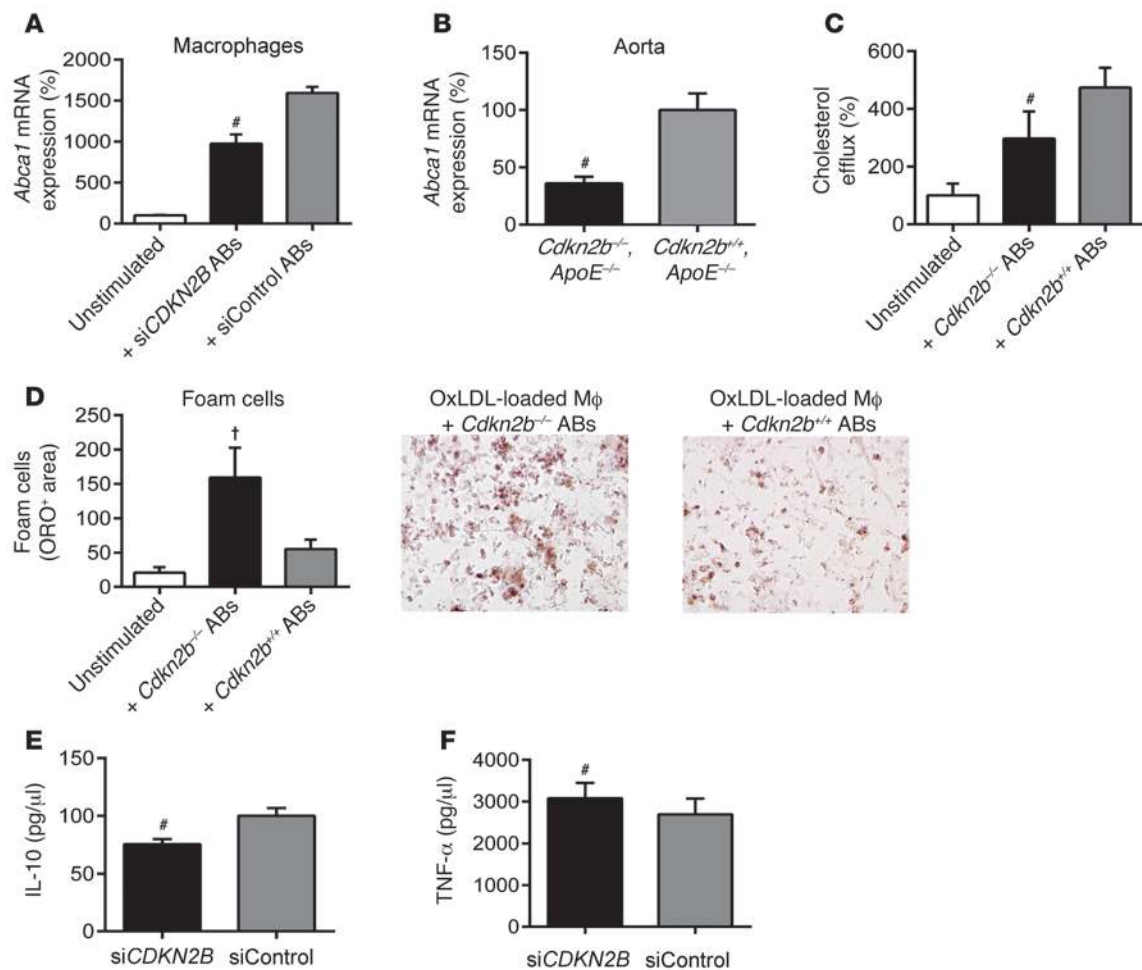 A
Macrophages
Abca1 mRNA
expression (%)
2000
1500
1000
500
0
#
Unstimulated
+ siCDKN2B ABs
+ siControl ABs
B
Aorta
Abca1 mRNA
expression (%)
150
100
50
0
#
Cdkn2b–/–,
ApoE–/–
Cdkn2b+/+,
ApoE–/–
C
Cholesterol
efflux (%)
600
400
200
0
#
Unstimulated
+ Cdkn2b–/– ABs
+ Cdkn2b+/+ ABs
D
Foam cells
Foam cells
(ORO+ area)
250
200
150
100
50
0
†
Unstimulated
+ Cdkn2b–/– ABs
+ Cdkn2b+/+ ABs
OxLDL-loaded Mϕ
+ Cdkn2b–/– ABs
OxLDL-loaded Mϕ
+ Cdkn2b+/+ ABs
E
IL-10 (pg/μl)
150
100
50
0
#
siCDKN2B
siControl
F
TNF-α (pg/μl)
4000
3000
2000
1000
0
#
siCDKN2B
siControl